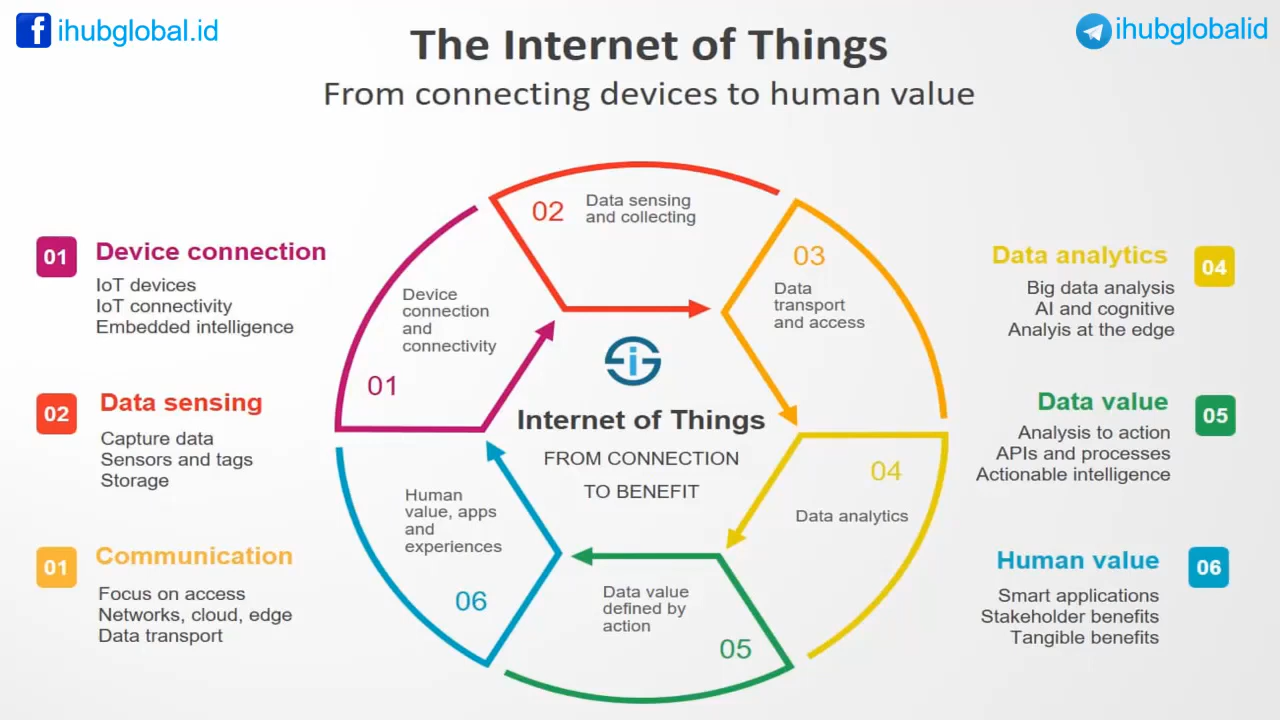 ihubglobal.id
ihubglobalid
The Internet of Things
From connecting devices to human value
01
Device connection
IoT devices
IoT connectivity
Embedded intelligence
02
Data sensing
Capture data
Sensors and tags
Storage
01
Communication
Focus on access
Networks, cloud, edge
Data transport
Device
connection
and
connectivity
01
02
Data sensing
and collecting
03
Data
transport
and access
04
Data analytics
Data value
defined by
action
05
Human
value, apps
and
experiences
06
Internet of Things
FROM CONNECTION
TO BENEFIT
Data analytics
04
Big data analysis
AI and cognitive
Analyis at the edge
Data value
05
Analysis to action
APIs and processes
Actionable intelligence
Human value
06
Smart applications
Stakeholder benefits
Tangible benefits